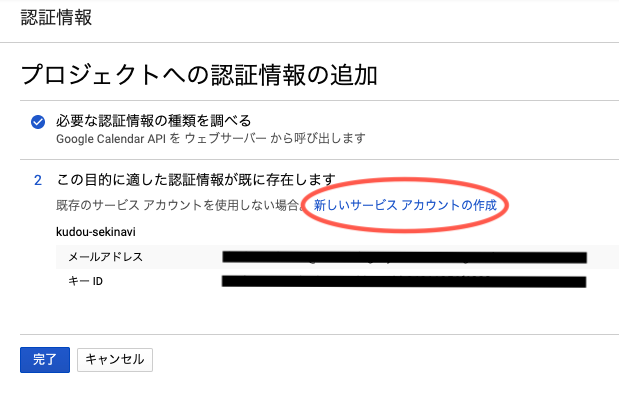 認証情報
プロジェクトへの認証情報の追加
必要な認証情報の種類を調べる
Google Calendar API を ウェブサーバー から呼び出します
2 この目的に適した認証情報が既に存在します
既存のサービス アカウントを使用しない場合、新しいサービス アカウントの作成
kudou-sekinavi
メールアドレス
キー ID
完了 キャンセル